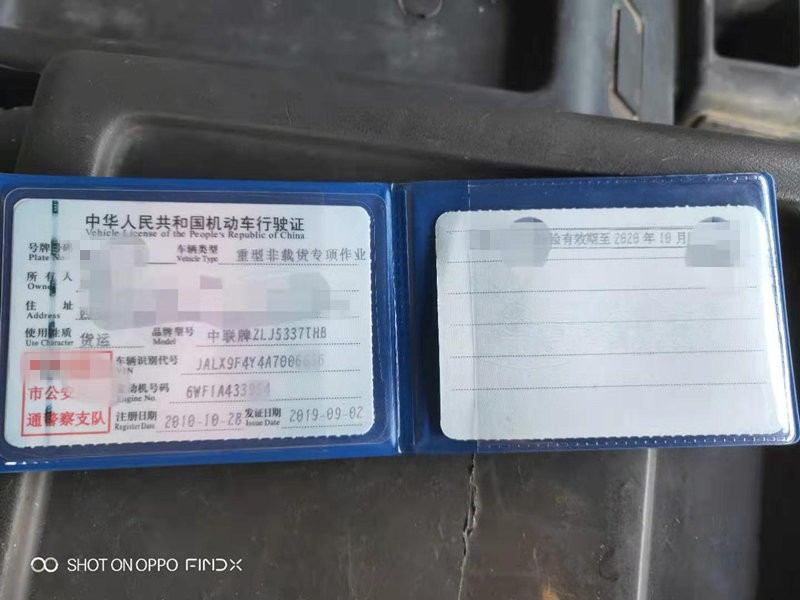 中华人民共和国机动车行驶证
Vehicle License of the People's Republic of China
号牌号码
Plate No.
车辆类型 重型非载货专项作业
Vehicle Type
所有人
Owner
住址
Address
使用性质 货运 品牌型号 中联牌ZLJ5337THB
Use Character Model
车辆识别代号
VIN
发动机号码
Engine No.
市公安
通警察支队
注册日期 2010-10-28 发证日期 2019-09-02
Register Date Issue Date
检验有效期至2020年10月
SHOT ON OPPO FIND X